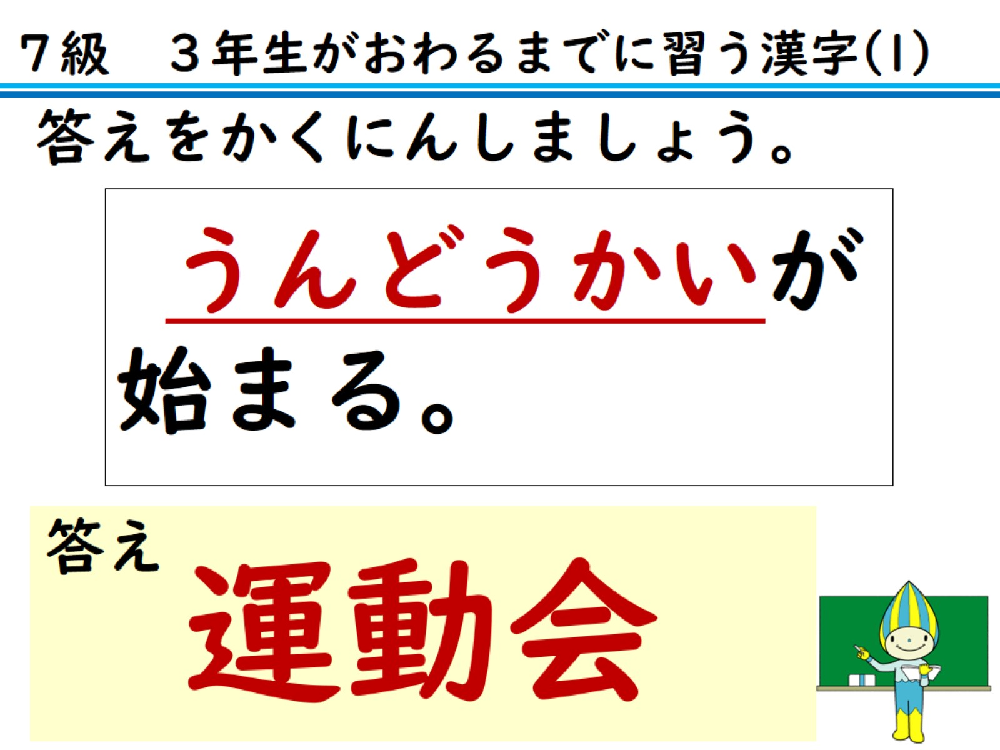 ７級　３年生がおわるまでに習う漢字(1)
答えをかくにんしましょう。
うんどうかいが
始まる。
答え
運動会